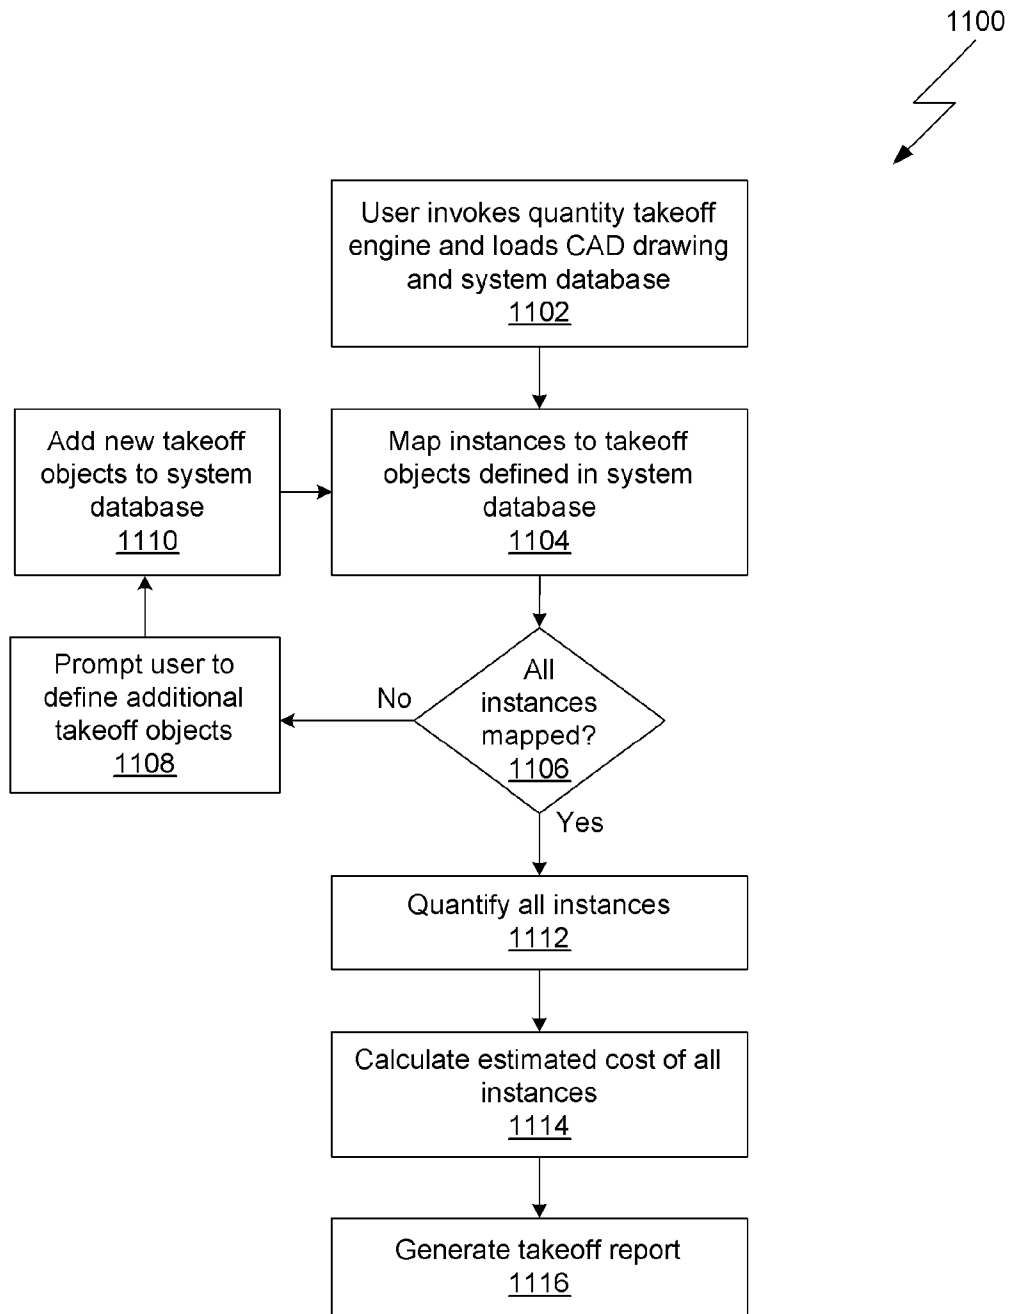 1100
User invokes quantity takeoff
engine and loads CAD drawing
and system database
1102
Add new takeoff
objects to system
database
1110
Map instances to takeoff
objects defined in system
database
1104
Prompt user to
define additional
takeoff objects
1108
No
All
instances
mapped?
1106
Yes
Quantify all instances
1112
Calculate estimated cost of all
instances
1114
Generate takeoff report
1116